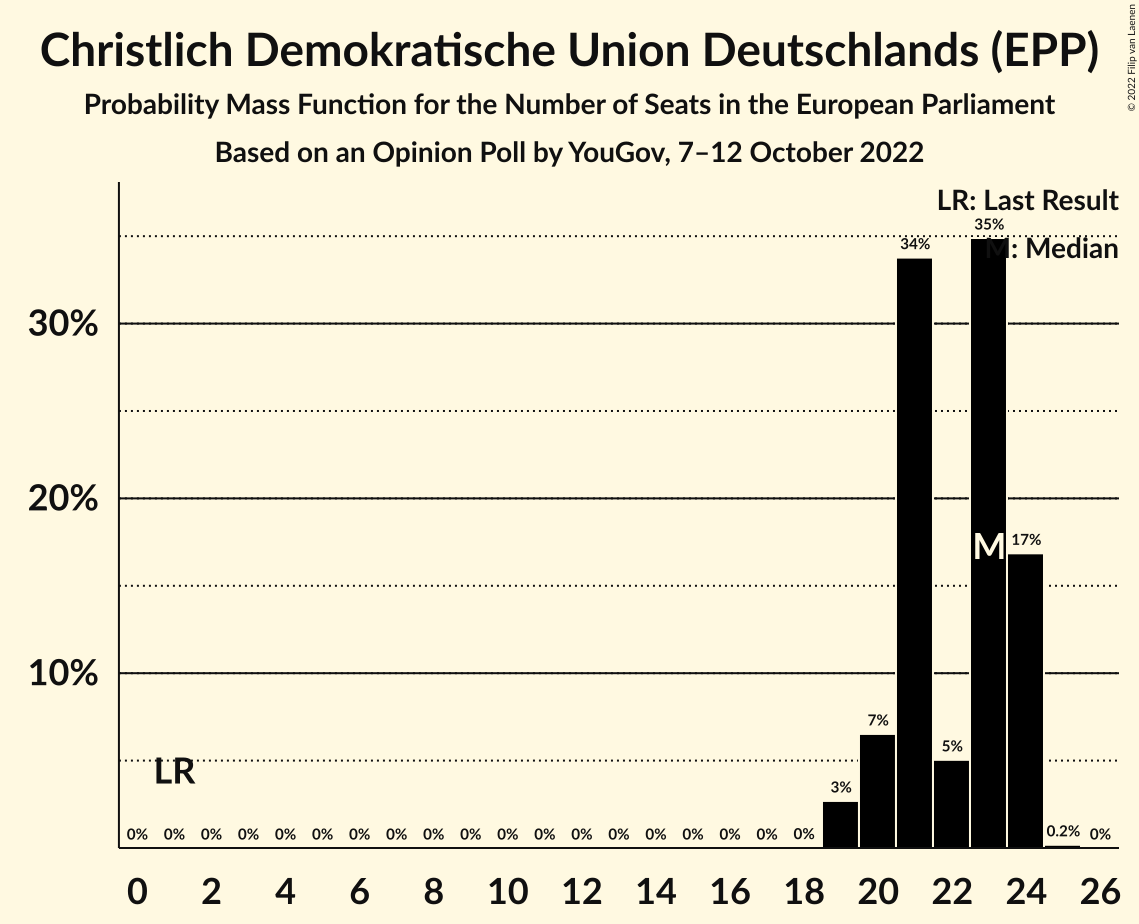 Christlich Demokratische Union Deutschlands (EPP)
Probability Mass Function for the Number of Seats in the European Parliament
Based on an Opinion Poll by YouGov, 7–12 October 2022
© 2022 Filip van Laenen
LR: Last Result
M: Median
35%
34%
30%
20%
M
17%
10%
7%
5%
LR
3%
0% 0% 0% 0% 0% 0% 0% 0% 0% 0% 0% 0% 0% 0% 0% 0% 0% 0% 0% 0.2% 0%
0 2 4 6 8 10 12 14 16 18 20 22 24 26